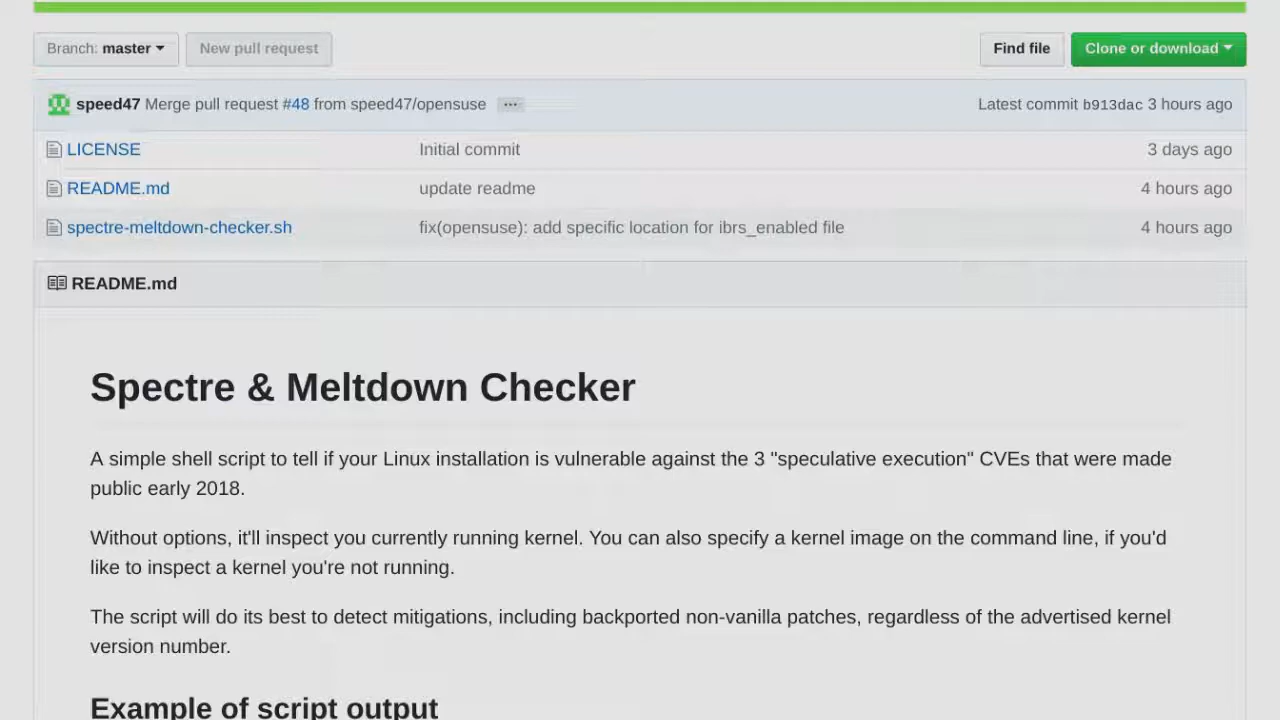 Branch: master New pull request Find file Clone or download
speed47 Merge pull request #48 from speed47/opensuse ... Latest commit b913dac 3 hours ago
LICENSE Initial commit 3 days ago
README.md update readme 4 hours ago
spectre-meltdown-checker.sh fix(opensuse): add specific location for ibrs_enabled file 4 hours ago
README.md
Spectre & Meltdown Checker
A simple shell script to tell if your Linux installation is vulnerable against the 3 "speculative execution" CVEs that were made
public early 2018.
Without options, it'll inspect you currently running kernel. You can also specify a kernel image on the command line, if you'd
like to inspect a kernel you're not running.
The script will do its best to detect mitigations, including backported non-vanilla patches, regardless of the advertised kernel
version number.
Example of script output